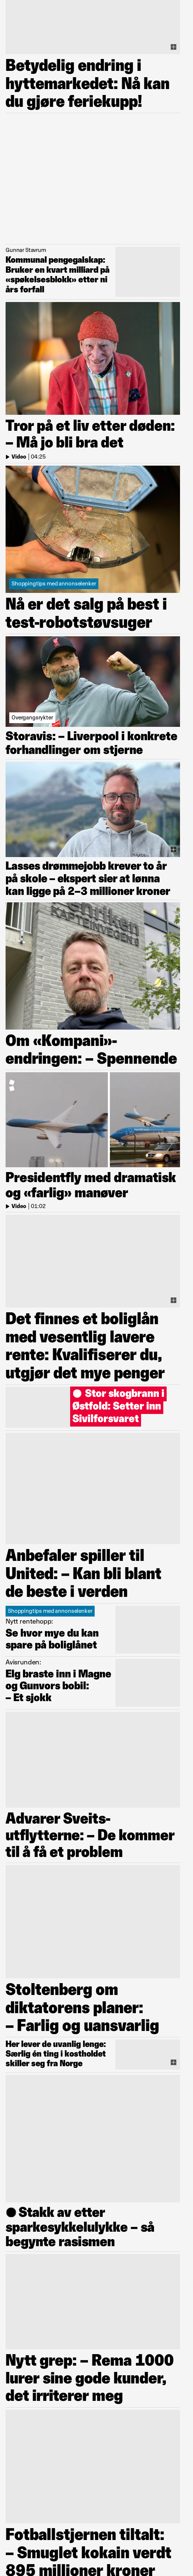 Betydelig endring i
hyttemarkedet: Nå kan
du gjøre feriekupp!
Gunnar Stavrum
Kommunal pengegalskap:
Bruker en kvart milliard på
«spøkelsesblokk» etter ni
års forfall
Tror på et liv etter døden:
– Må jo bli bra det
Video | 04:25
Shoppingtips med annonselenker
Nå er det salg på best i
test-robotstøvsuger
Overgangsrykter
Storavis: – Liverpool i konkrete
forhandlinger om stjerne
Lasses drømmejobb krever to år
på skole – ekspert sier at lønna
kan ligge på 2–3 millioner kroner
Om «Kompani»-
endringen: – Spennende
Presidentfly med dramatisk
og «farlig» manøver
Video | 01:02
Det finnes et boliglån
med vesentlig lavere
rente: Kvalifiserer du,
utgjør det mye penger
Stor skogbrann i
Østfold: Setter inn
Sivilforsvaret
Anbefaler spiller til
United: – Kan bli blant
de beste i verden
Shoppingtips med annonselenker
Nytt rentehopp:
Se hvor mye du kan
spare på boliglånet
Avisrunden:
Elg braste inn i Magne
og Gunvors bobil:
– Et sjokk
Advarer Sveits-
utflytterne: – De kommer
til å få et problem
Stoltenberg om
diktatorens planer:
– Farlig og uansvarlig
Her lever de uvanlig lenge:
Særlig én ting i kostholdet
skiller seg fra Norge
Stakk av etter
sparkesykkelulykke – så
begynte rasismen
Nytt grep: – Rema 1000
lurer sine gode kunder,
det irriterer meg
Fotballstjernen tiltalt:
– Smuglet kokain verdt
895 millioner kroner